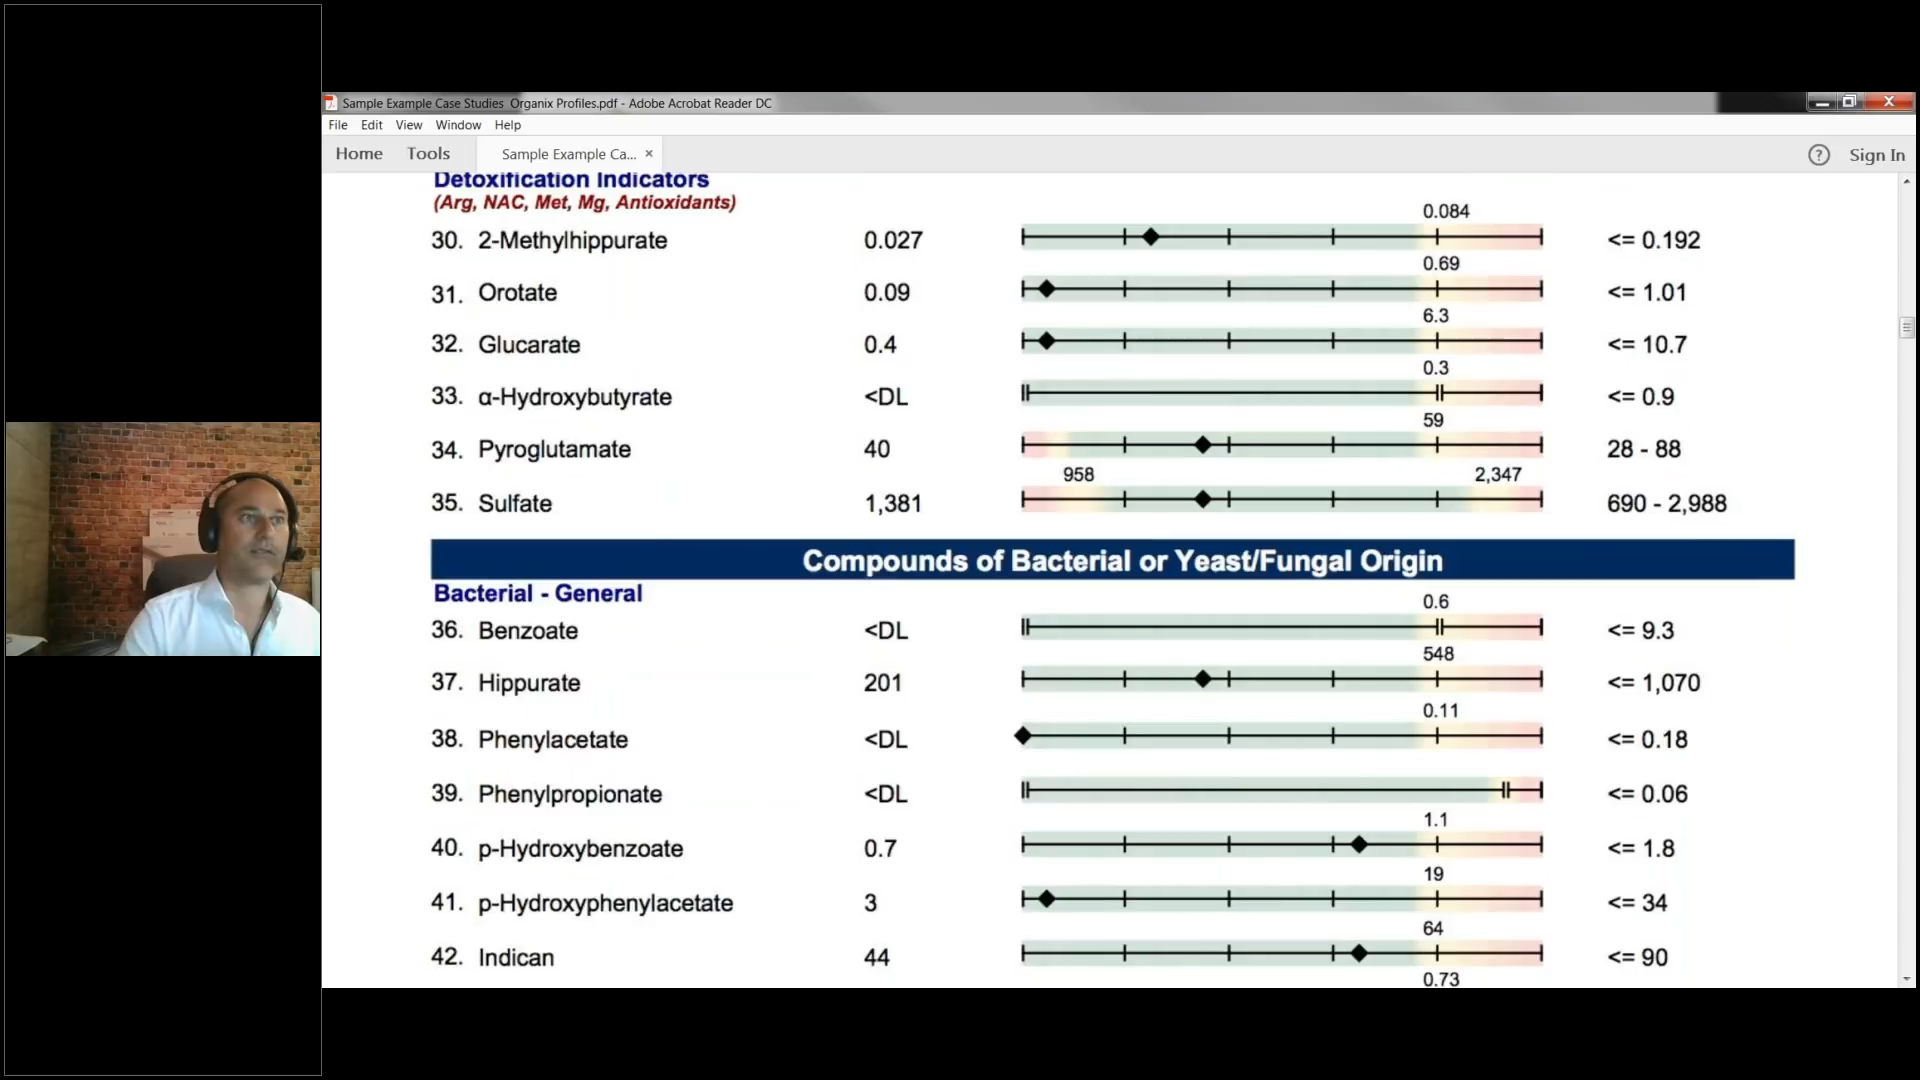 Sample Example Case Studies  Organix Profiles.pdf - Adobe Acrobat Reader DC
File Edit View Window Help
Home Tools Sample Example Ca... × ? Sign In
Detoxification Indicators
(Arg, NAC, Met, Mg, Antioxidants)
0.084
30. 2-Methylhippurate 0.027 <= 0.192
0.69
31. Orotate 0.09 <= 1.01
6.3
32. Glucarate 0.4 <= 10.7
0.3
33. α-Hydroxybutyrate <DL <= 0.9
59
34. Pyroglutamate 40 28 - 88
958 2,347
35. Sulfate 1,381 690 - 2,988
Compounds of Bacterial or Yeast/Fungal Origin
Bacterial - General
0.6
36. Benzoate <DL <= 9.3
548
37. Hippurate 201 <= 1,070
0.11
38. Phenylacetate <DL <= 0.18
39. Phenylpropionate <DL <= 0.06
1.1
40. p-Hydroxybenzoate 0.7 <= 1.8
19
41. p-Hydroxyphenylacetate 3 <= 34
64
42. Indican 44 <= 90
0.73